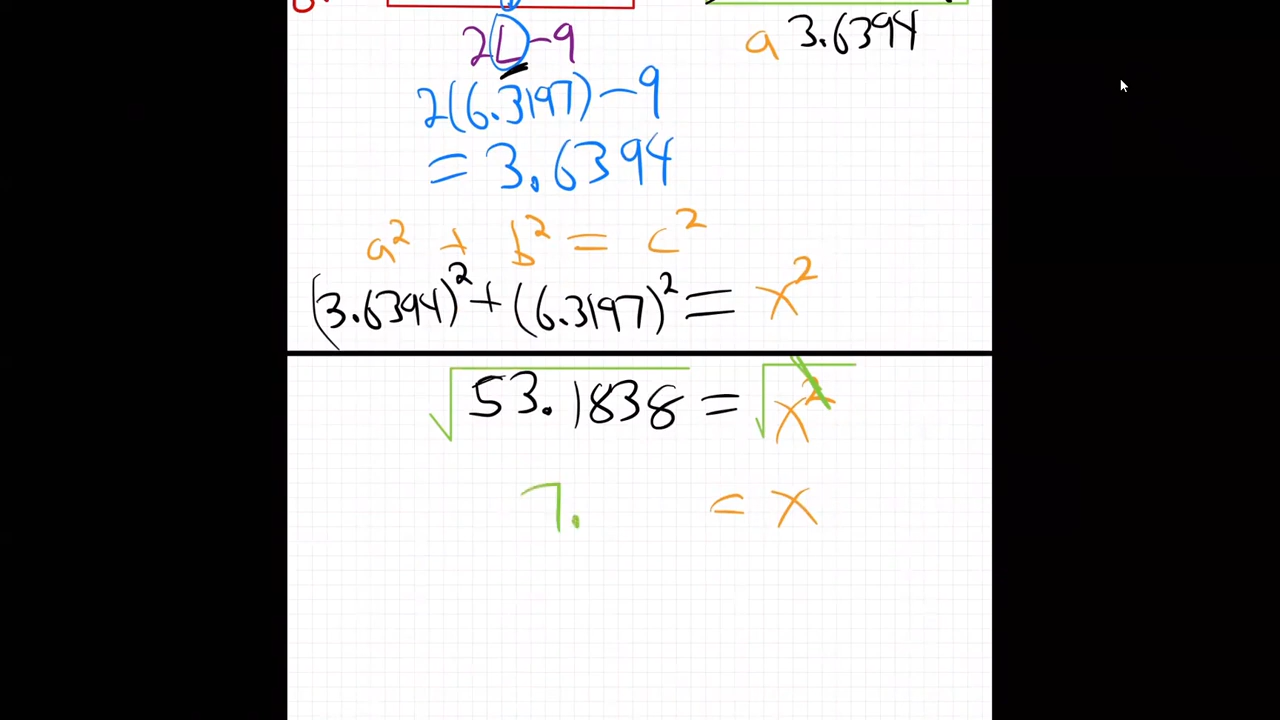 2L-9
a 3.6394
2(6.3197)-9
= 3.6394
a² + b² = c²
(3.6394)² + (6.3197)² = x²
√53.1838 = √x²
7. = x